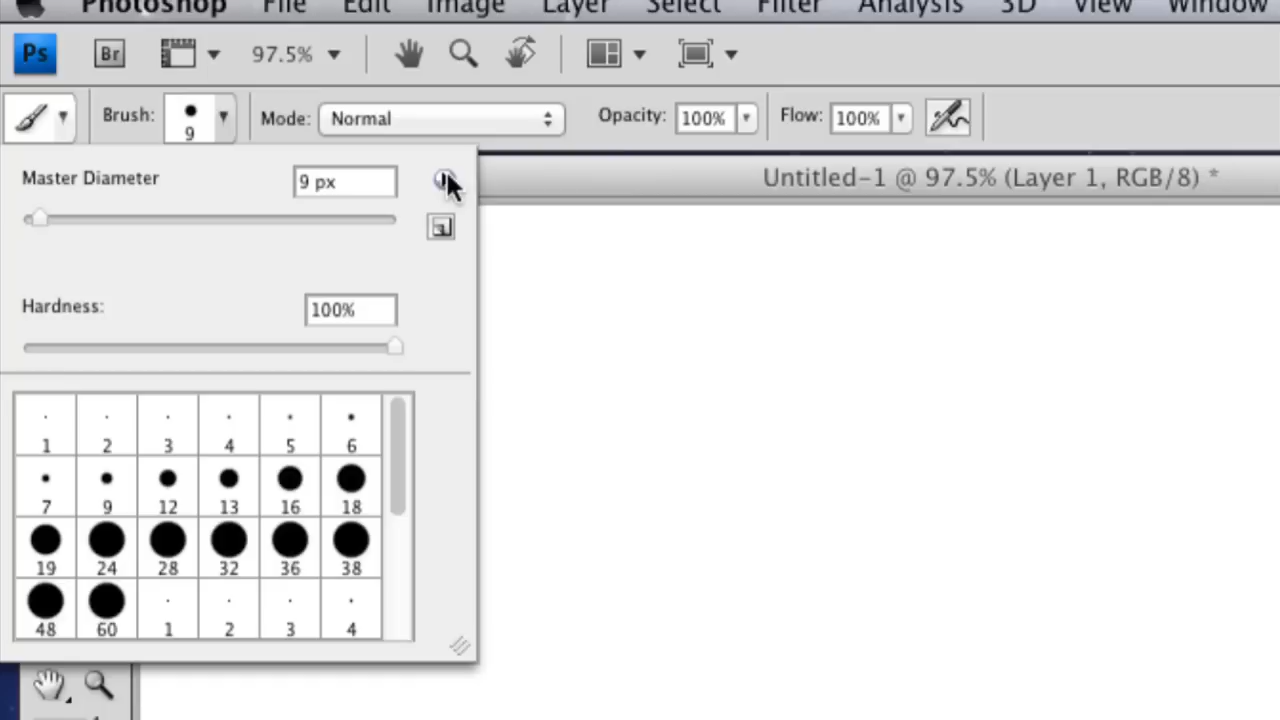 Photoshop File Edit Image Layer Select Filter Analysis 3D View Window
Ps Br 97.5%
Brush: 9 Mode: Normal Opacity: 100% Flow: 100%
Untitled-1 @ 97.5% (Layer 1, RGB/8) *
Master Diameter 9 px
Hardness: 100%
1 2 3 4 5 6
7 9 12 13 16 18
19 24 28 32 36 38
48 60 1 2 3 4